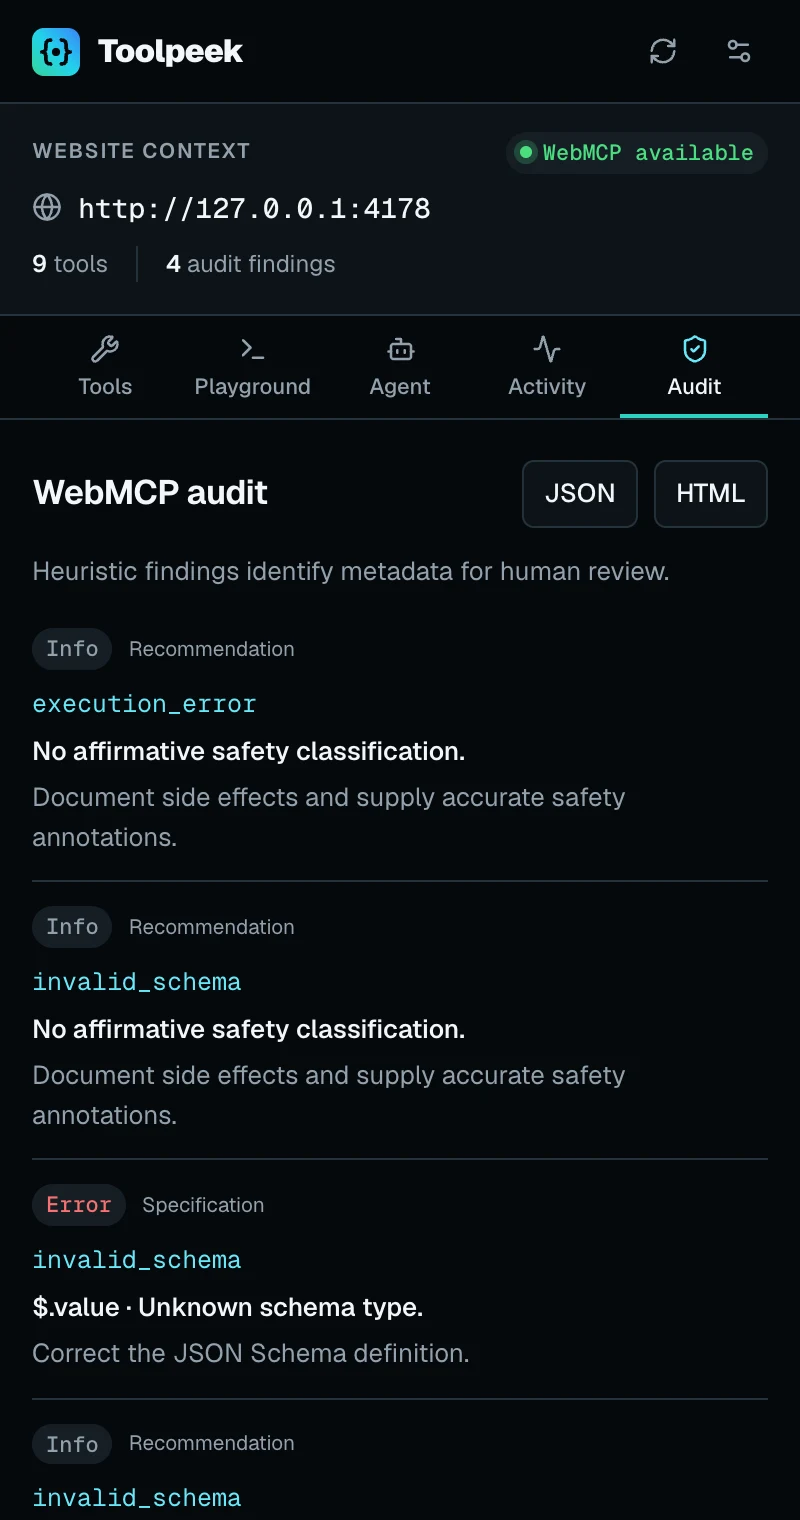 Toolpeek
WEBSITE CONTEXT
WebMCP available
http://127.0.0.1:4178
9 tools
4 audit findings
Tools
Playground
Agent
Activity
Audit
WebMCP audit
JSON
HTML
Heuristic findings identify metadata for human review.
Info
Recommendation
execution_error
No affirmative safety classification.
Document side effects and supply accurate safety
annotations.
Info
Recommendation
invalid_schema
No affirmative safety classification.
Document side effects and supply accurate safety
annotations.
Error
Specification
invalid_schema
$.value · Unknown schema type.
Correct the JSON Schema definition.
Info
Recommendation
invalid_schema